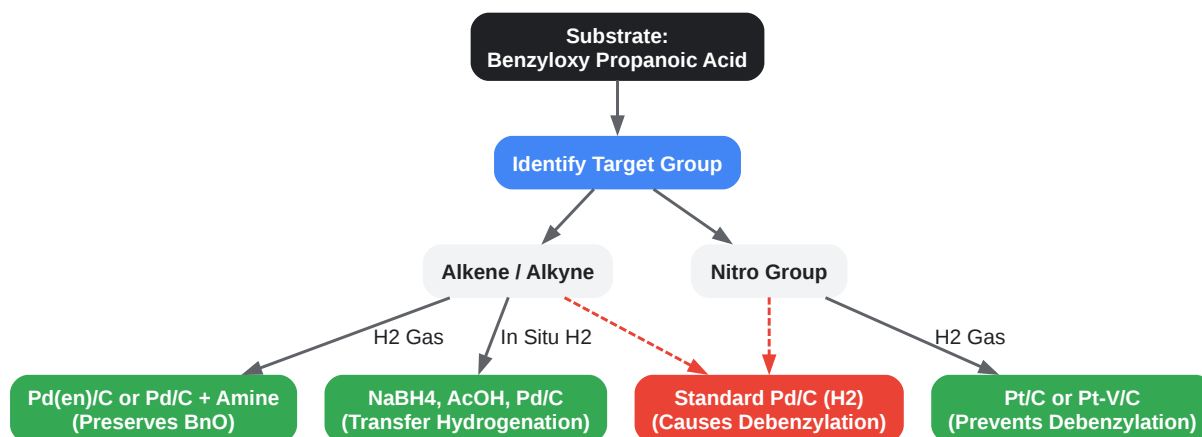 Substrate:
Benzyloxy Propanoic Acid
Identify Target Group
Alkene / Alkyne
Nitro Group
H2 Gas
In Situ H2
H2 Gas
Pd(en)/C or Pd/C + Amine
(Preserves BnO)
NaBH4, AcOH, Pd/C
(Transfer Hydrogenation)
Standard Pd/C (H2)
(Causes Debenzylation)
Pt/C or Pt-V/C
(Prevents Debenzylation)